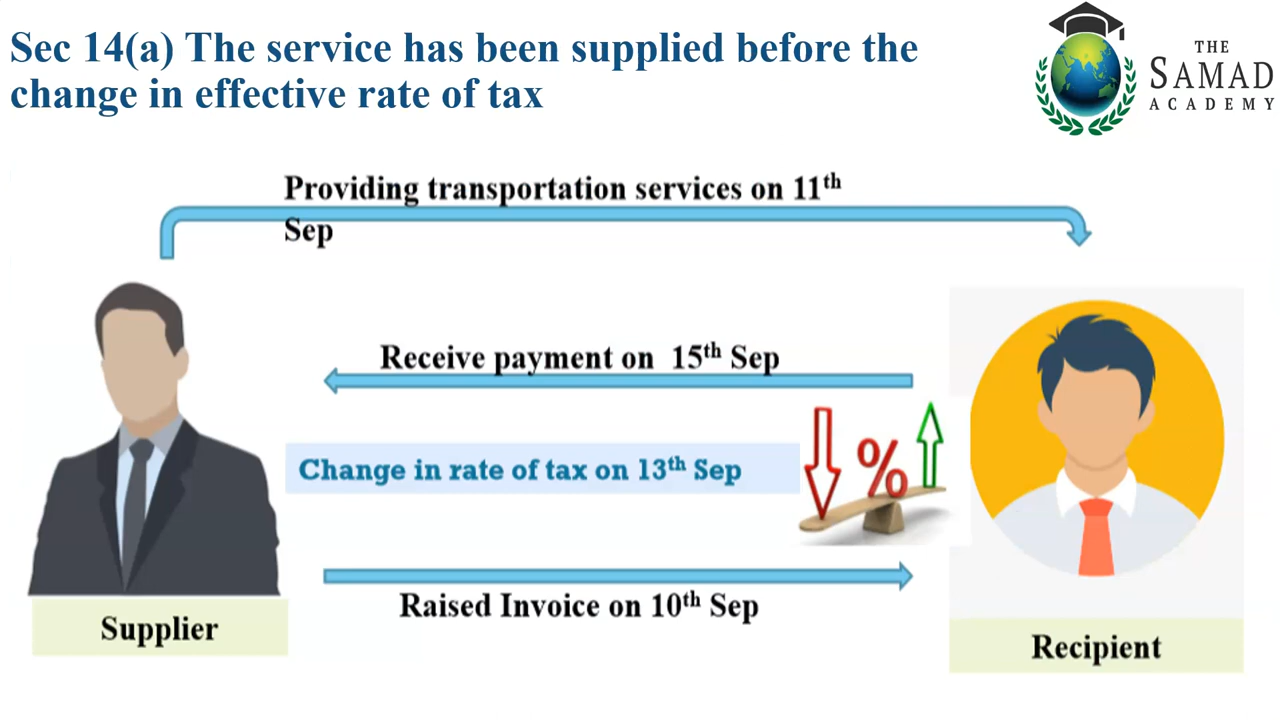 Sec 14(a) The service has been supplied before the
change in effective rate of tax
THE
SAMAD
ACADEMY
Providing transportation services on 11th
Sep
Receive payment on 15th Sep
Change in rate of tax on 13th Sep
%
Raised Invoice on 10th Sep
Supplier
Recipient